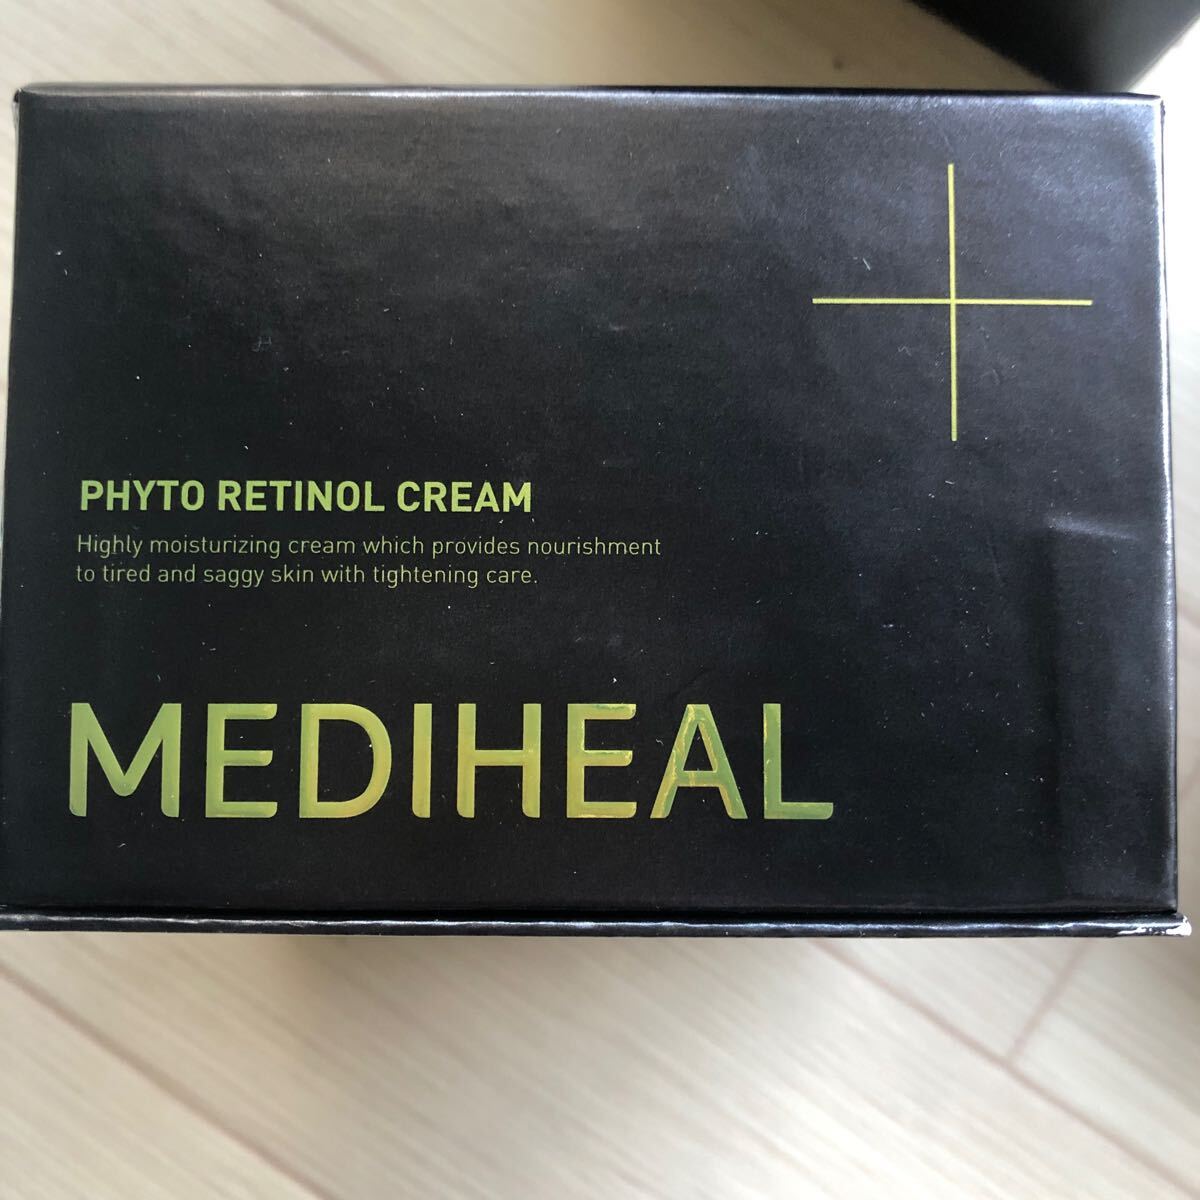 PHYTO RETINOL CREAM
Highly moisturizing cream which provides nourishment
to tired and saggy skin with tightening care.
MEDIHEAL